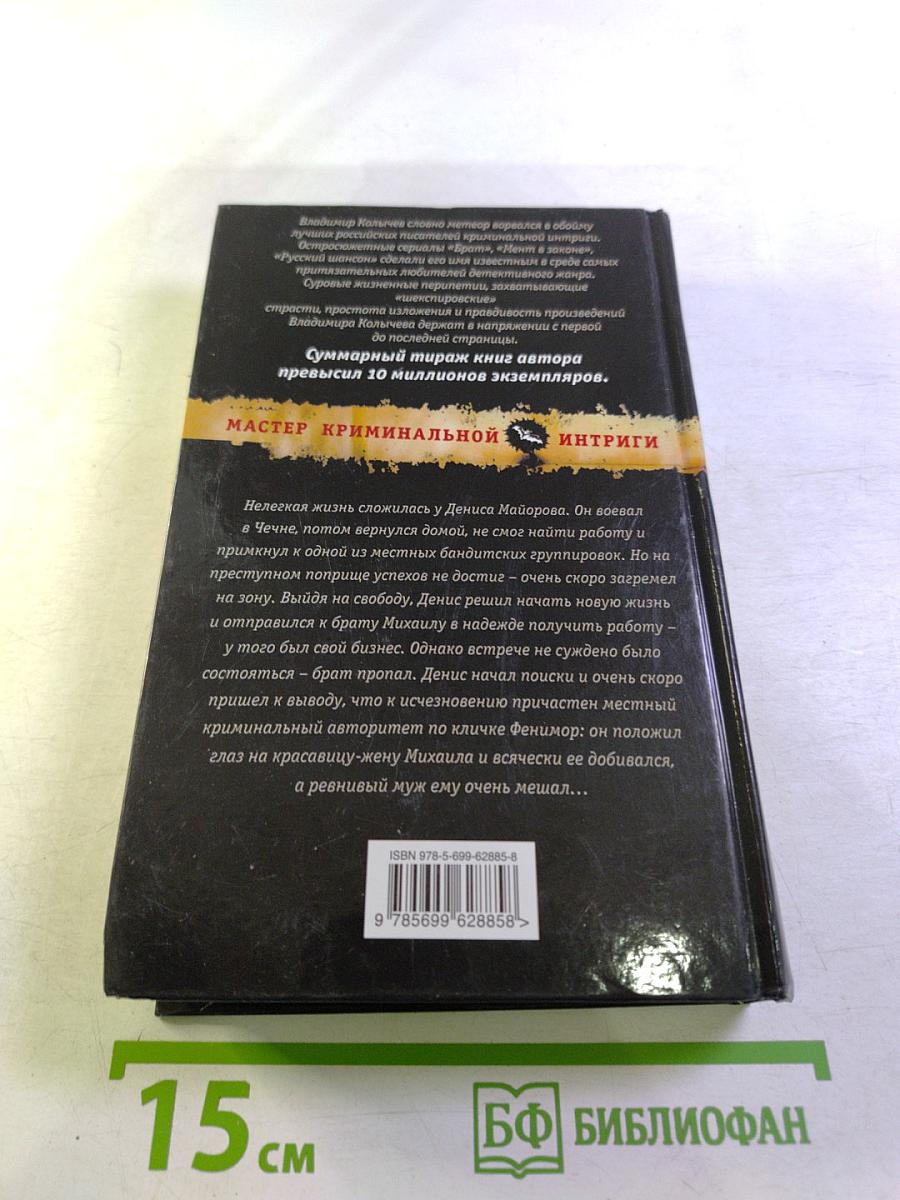 Владимир Колычев словно метеор ворвался в обойму
лучших российских писателей криминальной интриги.
Остросюжетные сериалы «Брат», «Мент в законе»,
«Русский шансон» сделали его имя известным в среде самых
притязательных любителей детективного жанра.
Суровые жизненные перипетии, захватывающие
«шекспировские»
страсти, простота изложения и правдивость произведений
Владимира Колычева держат в напряжении с первой
до последней страницы.
Суммарный тираж книг автора
превысил 10 миллионов экземпляров.
МАСТЕР КРИМИНАЛЬНОЙ ИНТРИГИ
Нелегкая жизнь сложилась у Дениса Майорова. Он воевал
в Чечне, потом вернулся домой, не смог найти работу и
примкнул к одной из местных бандитских группировок. Но на
преступном поприще успехов не достиг – очень скоро загремел
на зону. Выйдя на свободу, Денис решил начать новую жизнь
и отправился к брату Михаилу в надежде получить работу –
у того был свой бизнес. Однако встрече не суждено было
состояться – брат пропал. Денис начал поиски и очень скоро
пришел к выводу, что к исчезновению причастен местный
криминальный авторитет по кличке Фенимор: он положил
глаз на красавицу-жену Михаила и всячески ее добивался,
а ревнивый муж ему очень мешал...
ISBN 978-5-699-62885-8
9 785699 628858 >
15 см
БФ БИБЛИОФАН